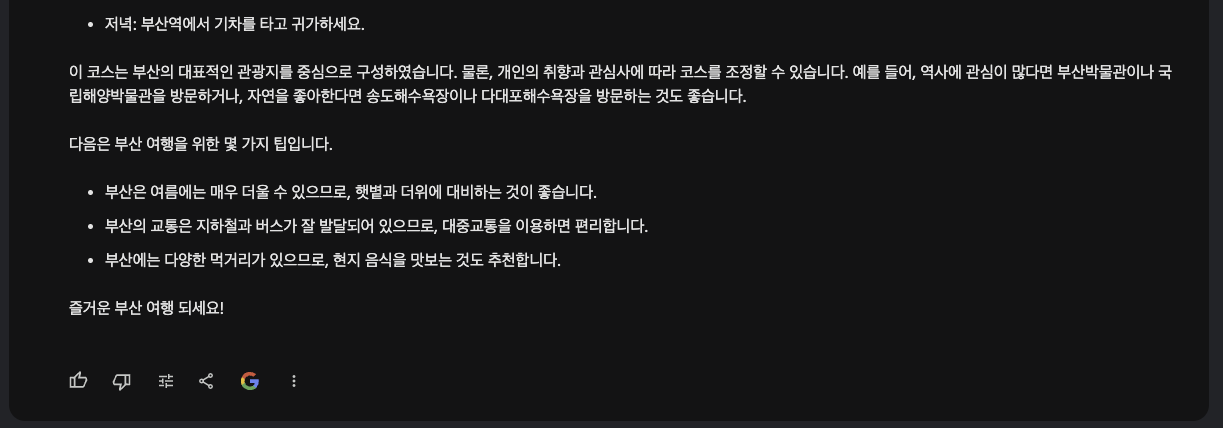 • 저녁: 부산역에서 기차를 타고 귀가하세요.
이 코스는 부산의 대표적인 관광지를 중심으로 구성하였습니다. 물론, 개인의 취향과 관심사에 따라 코스를 조정할 수 있습니다. 예를 들어, 역사에 관심이 많다면 부산박물관이나 국
립해양박물관을 방문하거나, 자연을 좋아한다면 송도해수욕장이나 다대포해수욕장을 방문하는 것도 좋습니다.
다음은 부산 여행을 위한 몇 가지 팁입니다.
• 부산은 여름에는 매우 더울 수 있으므로, 햇볕과 더위에 대비하는 것이 좋습니다.
• 부산의 교통은 지하철과 버스가 잘 발달되어 있으므로, 대중교통을 이용하면 편리합니다.
• 부산에는 다양한 먹거리가 있으므로, 현지 음식을 맛보는 것도 추천합니다.
즐거운 부산 여행 되세요!